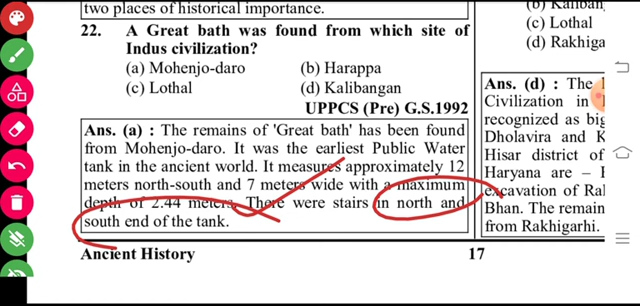 two places of historical importance.
22. A Great bath was found from which site of
Indus civilization?
(a) Mohenjo-daro (b) Harappa
(c) Lothal (d) Kalibangan
UPPCS (Pre) G.S.1992
Ans. (a) : The remains of 'Great bath' has been found
from Mohenjo-daro. It was the earliest Public Water
tank in the ancient world. It measures approximately 12
meters north-south and 7 meters wide with a maximum
depth of 2.44 meters. There were stairs in north and
south end of the tank.
Ancient History 17
(c) Lothal
(d) Rakhiga
Ans. (d) : The
Civilization in
recognized as big
Dholavira and K
Hisar district of
Haryana are –
excavation of Ra
Bhan. The remain
from Rakhigarhi.